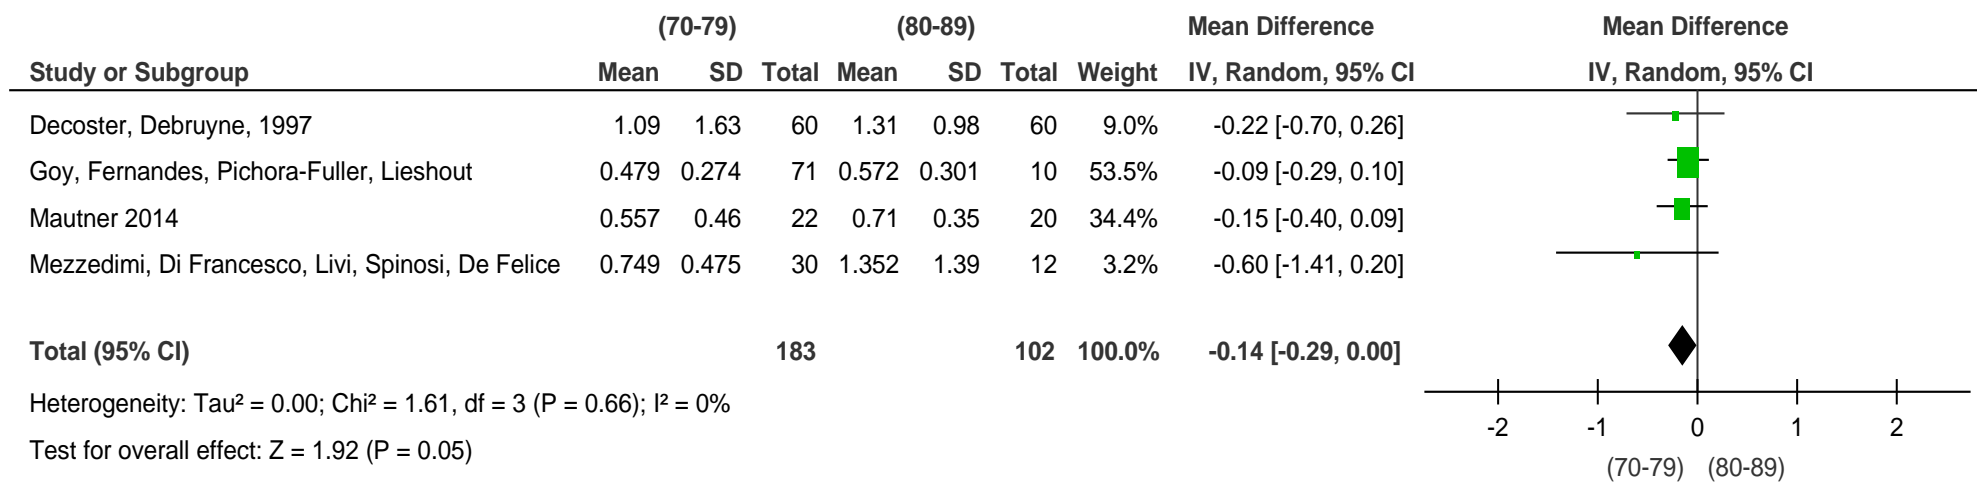 (70-79) (80-89) Mean Difference Mean Difference
Study or Subgroup Mean SD Total Mean SD Total Weight IV, Random, 95% CI IV, Random, 95% CI
Decoster, Debruyne, 1997 1.09 1.63 60 1.31 0.98 60 9.0% -0.22 [-0.70, 0.26]
Goy, Fernandes, Pichora-Fuller, Lieshout 0.479 0.274 71 0.572 0.301 10 53.5% -0.09 [-0.29, 0.10]
Mautner 2014 0.557 0.46 22 0.71 0.35 20 34.4% -0.15 [-0.40, 0.09]
Mezzedimi, Di Francesco, Livi, Spinosi, De Felice 0.749 0.475 30 1.352 1.39 12 3.2% -0.60 [-1.41, 0.20]
Total (95% CI) 183 102 100.0% -0.14 [-0.29, 0.00]
Heterogeneity: Tau² = 0.00; Chi² = 1.61, df = 3 (P = 0.66); I² = 0%
Test for overall effect: Z = 1.92 (P = 0.05)
-2 -1 0 1 2
(70-79) (80-89)